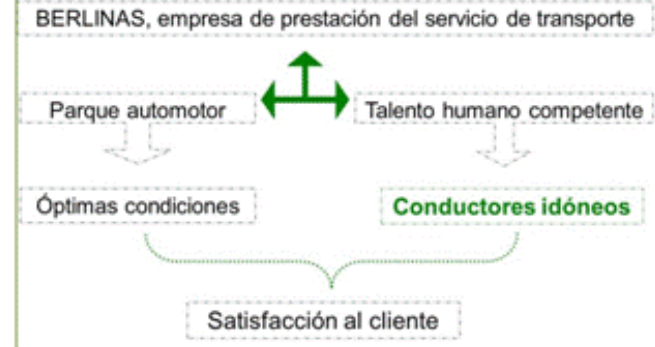 BERLINAS, empresa de prestación del servicio de transporte
Parque automotor
Talento humano competente
Óptimas condiciones
Conductores idóneos
Satisfacción al cliente